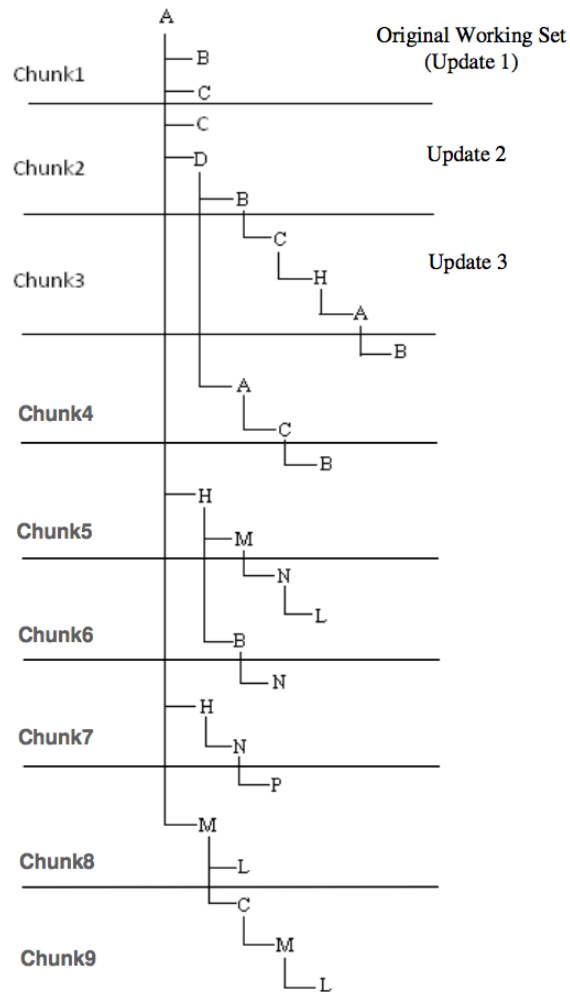 A
Original Working Set
(Update 1)
B
Chunk1
C
C
Update 2
D
Chunk2
B
C
Update 3
H
Chunk3
A
B
A
Chunk4
C
B
H
Chunk5
M
N
L
Chunk6
B
N
H
Chunk7
N
P
M
Chunk8
L
C
M
Chunk9
L